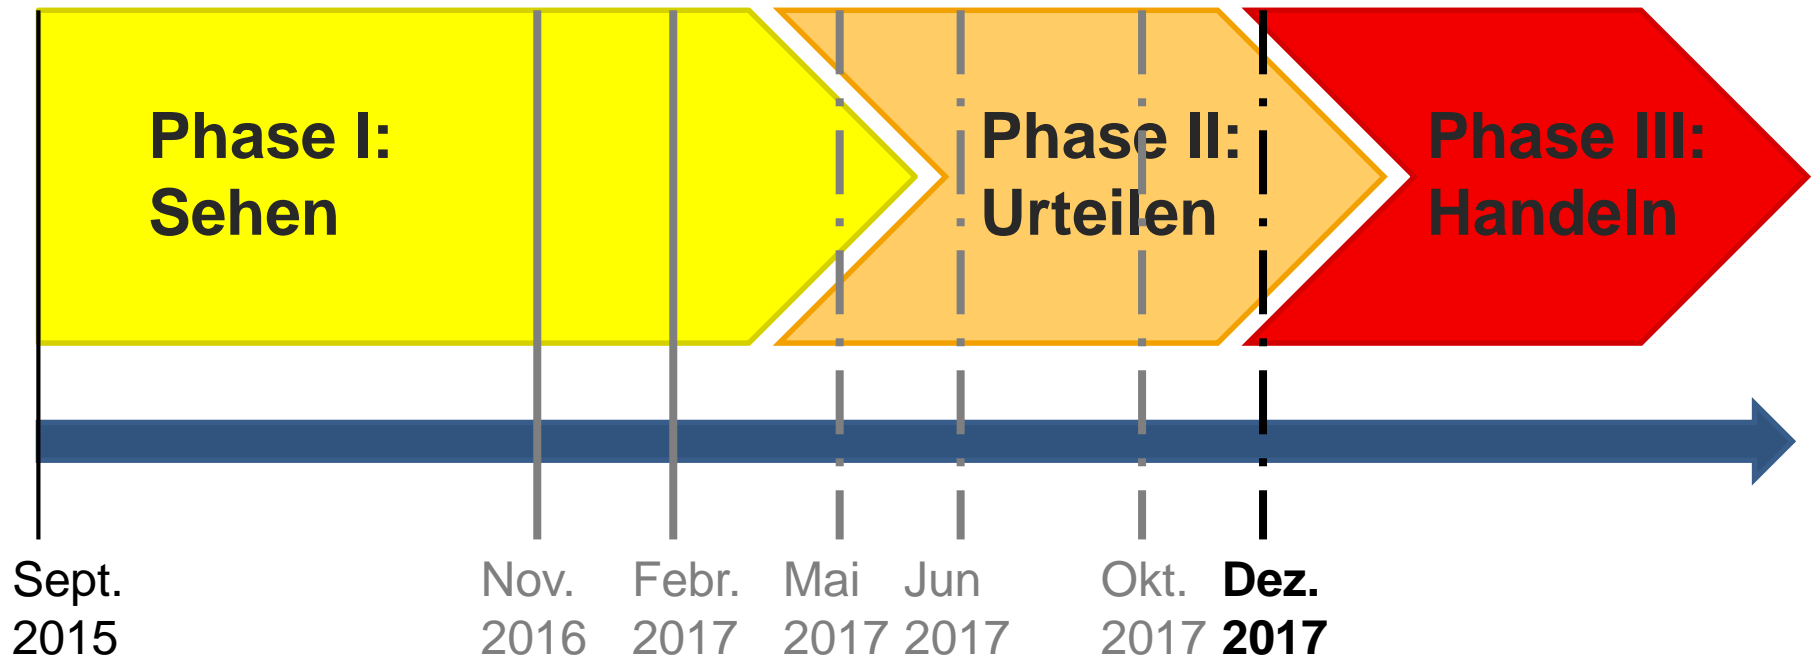 Phase I:
Sehen
Phase II:
Urteilen
Phase III:
Handeln
Sept.
2015
Nov.
2016
Febr.
2017
Mai
2017
Jun
2017
Okt.
2017
Dez.
2017